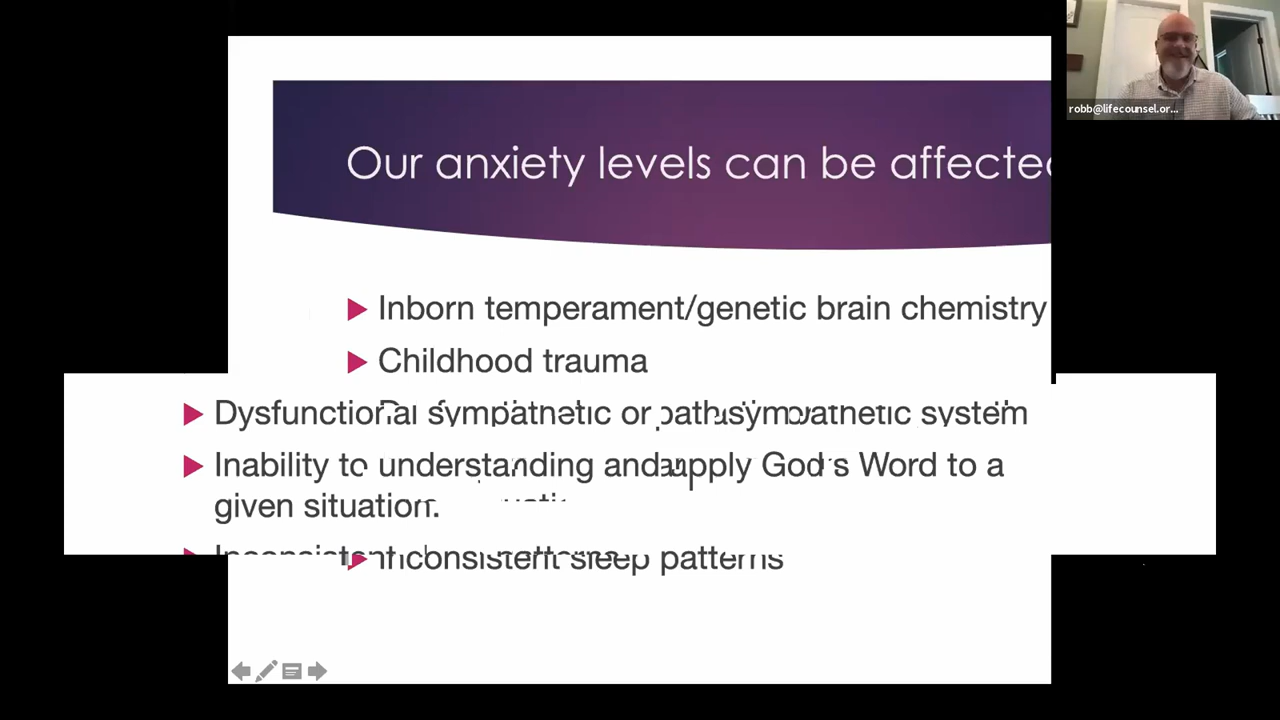 robb@lifecounsel.or...
Our anxiety levels can be affected
Inborn temperament/genetic brain chemistry
Childhood trauma
Dysfunctional sympathetic or system
Inability to understanding and apply God's Word to a
given situation.
Inconsistent sleep patterns